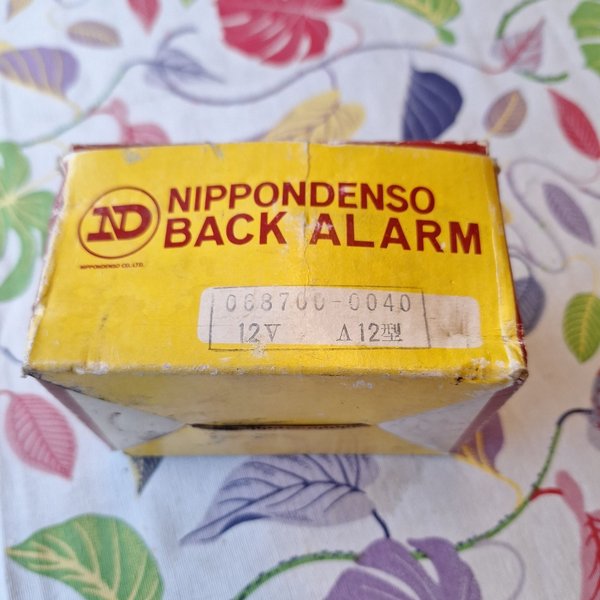 ND
NIPPONDENSO CO., LTD.
NIPPONDENSO
BACK ALARM
068700-0040
12V A12型